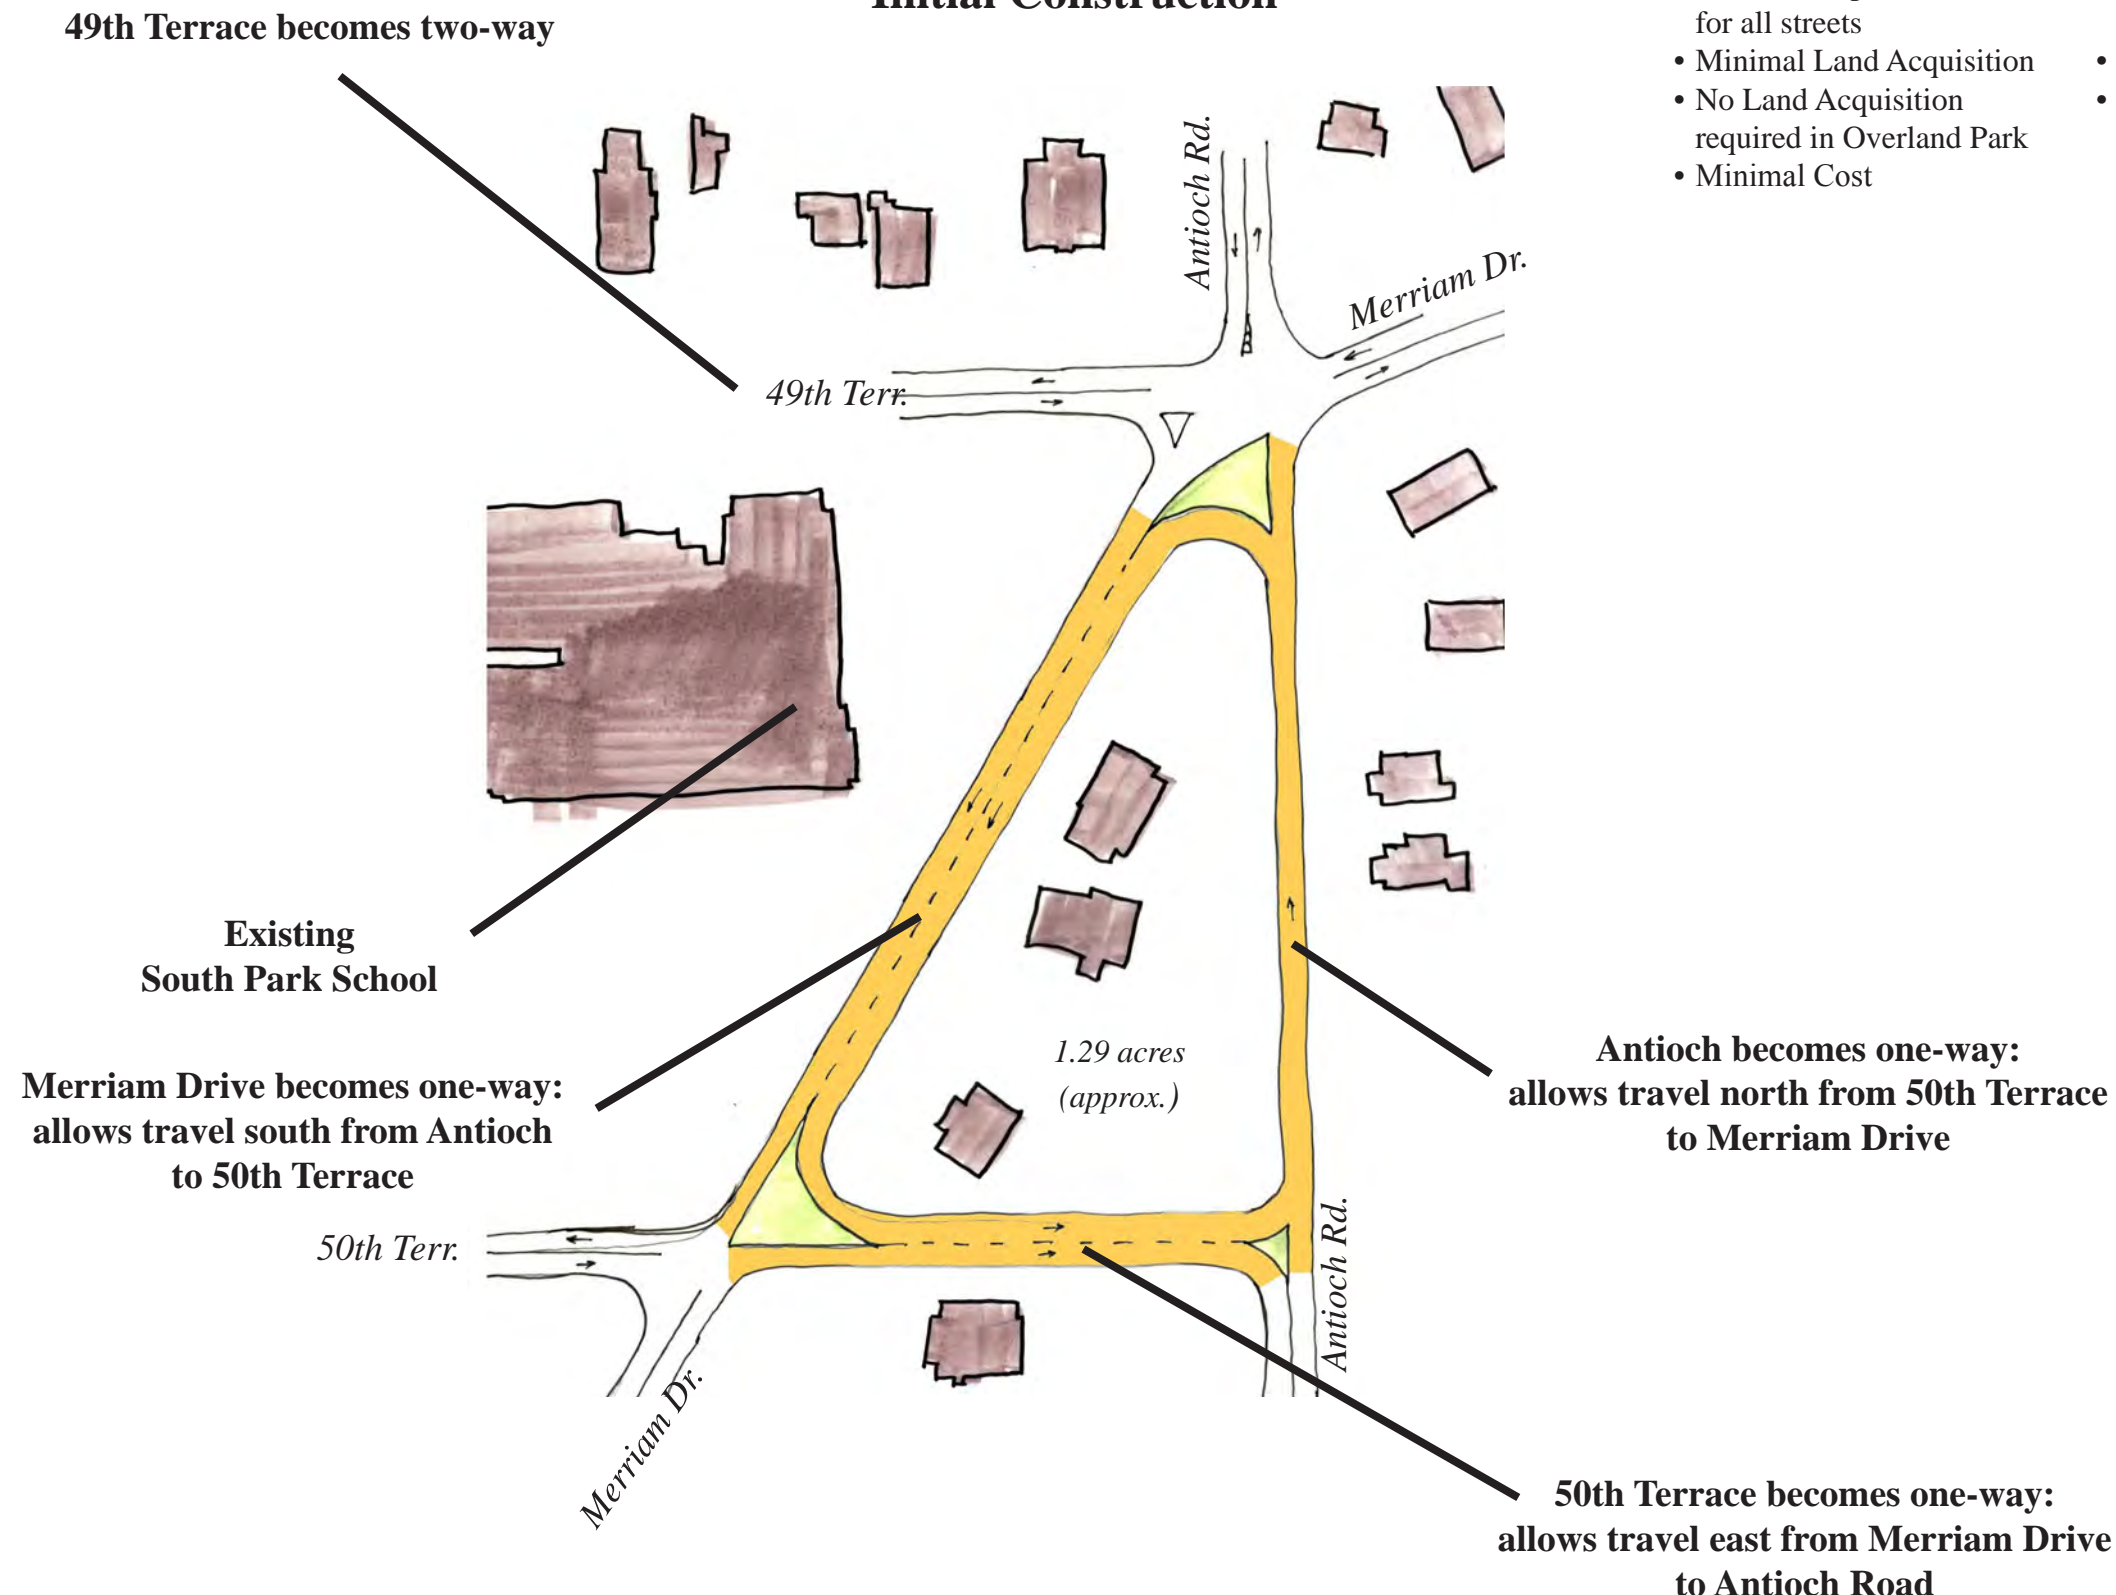 Initial Construction
49th Terrace becomes two-way
for all streets
• Minimal Land Acquisition
•
• No Land Acquisition
•
required in Overland Park
• Minimal Cost
Antioch Rd.
Merriam Dr.
49th Terr.
Existing
South Park School
1.29 acres
(approx.)
Merriam Drive becomes one-way:
allows travel south from Antioch
to 50th Terrace
Antioch becomes one-way:
allows travel north from 50th Terrace
to Merriam Drive
50th Terr.
Antioch Rd.
Merriam Dr.
50th Terrace becomes one-way:
allows travel east from Merriam Drive
to Antioch Road